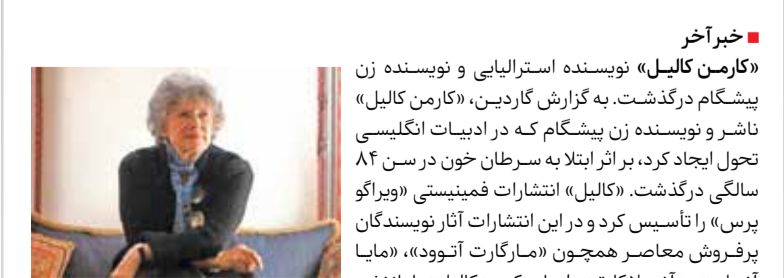 خبر آخر
«کارمن کالیل» نویسنده استرالیایی و نویسنده زن
پیشگام درگذشت. به گزارش گاردین، «کارمن کالیل»
ناشر و نویسنده زن پیشگام که در ادبیات انگلیسی
تحول ایجاد کرد، بر اثر ابتلا به سرطان خون در سن ۸۴
سالگی درگذشت. «کالیل» انتشارات فمینیستی «ویراگو
پرس» را تأسیس کرد و در این انتشارات آثار نویسندگان
پرفروش معاصر همچون «مارگارت آتوود»، «مایا